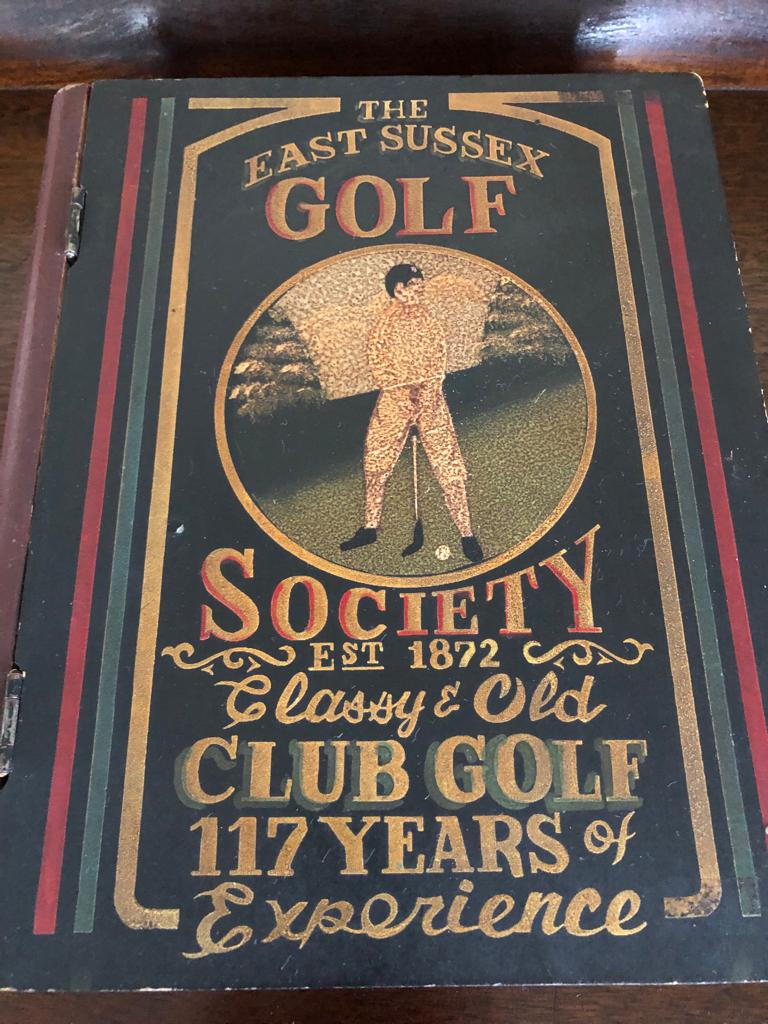 THE
EAST SUSSEX
GOLF
SOCIETY
EST 1872
Classy & Old
CLUB GOLF
117 YEARS of
Experience